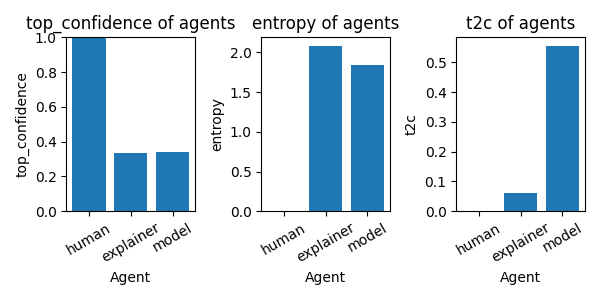 top_confidence of agents
1.0
0.8
0.6
0.4
0.2
0.0
top_confidence
human
explainer
model
Agent
entropy of agents
2.0
1.5
1.0
0.5
0.0
entropy
human
explainer
model
Agent
t2c of agents
0.5
0.4
0.3
0.2
0.1
0.0
t2c
human
explainer
model
Agent